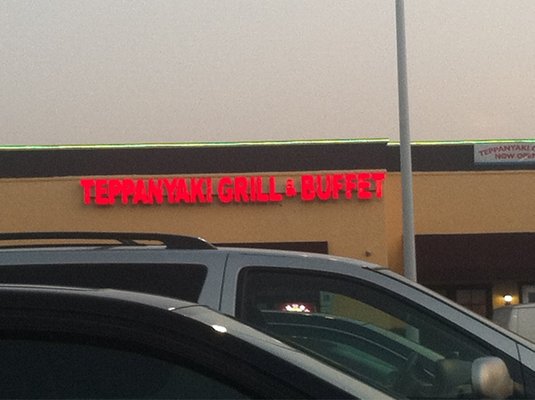 TEPPANYAKI GRILL & BUFFET
TEPPANYAKI
NOW OPEN